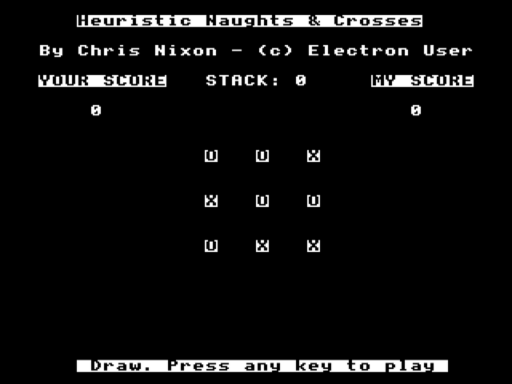 Heuristic Naughts & Crosses
By Chris Nixon - (c) Electron User
YOUR SCORE STACK: 0 MY SCORE
0 0
O O X
X O O
O X X
Draw. Press any key to play